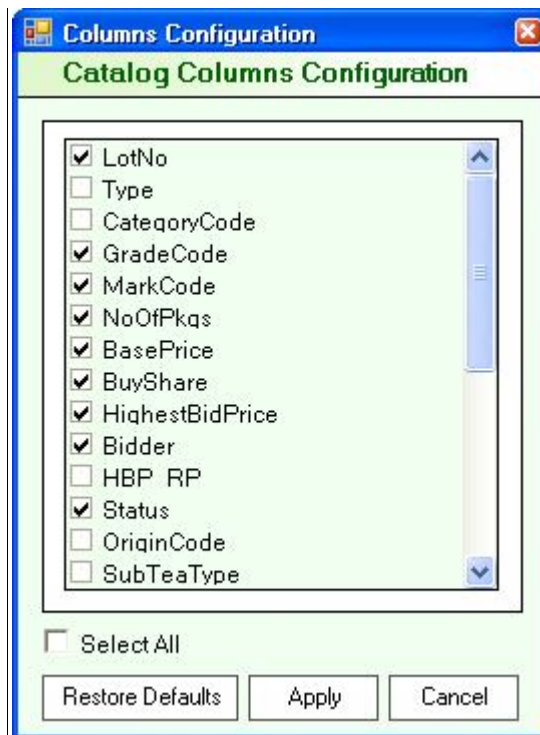 Columns Configuration
Catalog Columns Configuration
LotNo
Type
CategoryCode
GradeCode
MarkCode
NoOfPkgs
BasePrice
BuyShare
HighestBidPrice
Bidder
HBP RP
Status
OriginCode
SubTeaType
Select All
Restore Defaults Apply Cancel